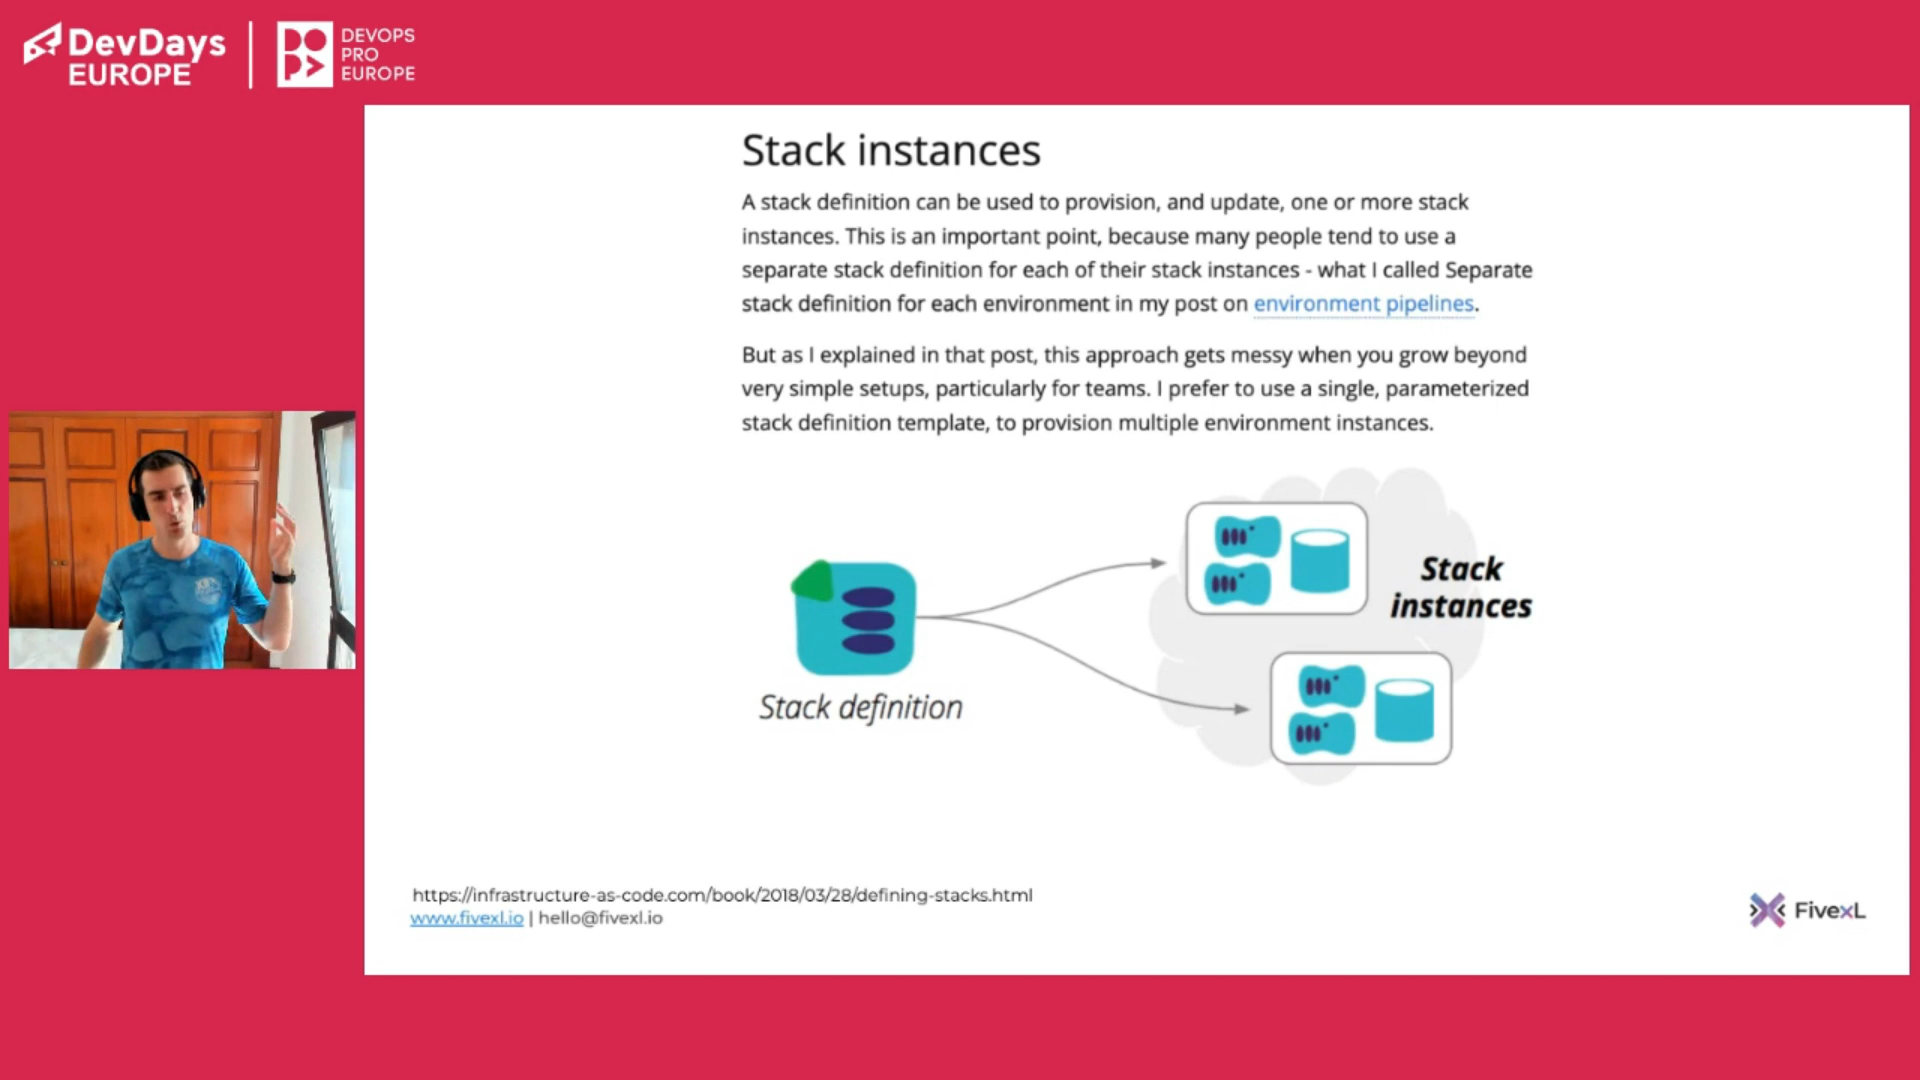 DevDays
EUROPE
DEVOPS
PRO
EUROPE
Stack instances
A stack definition can be used to provision, and update, one or more stack
instances. This is an important point, because many people tend to use a
separate stack definition for each of their stack instances - what I called Separate
stack definition for each environment in my post on environment pipelines.
But as I explained in that post, this approach gets messy when you grow beyond
very simple setups, particularly for teams. I prefer to use a single, parameterized
stack definition template, to provision multiple environment instances.
Stack
instances
Stack definition
https://infrastructure-as-code.com/book/2018/03/28/defining-stacks.html
www.fivexl.io | hello@fivexl.io
FivexL